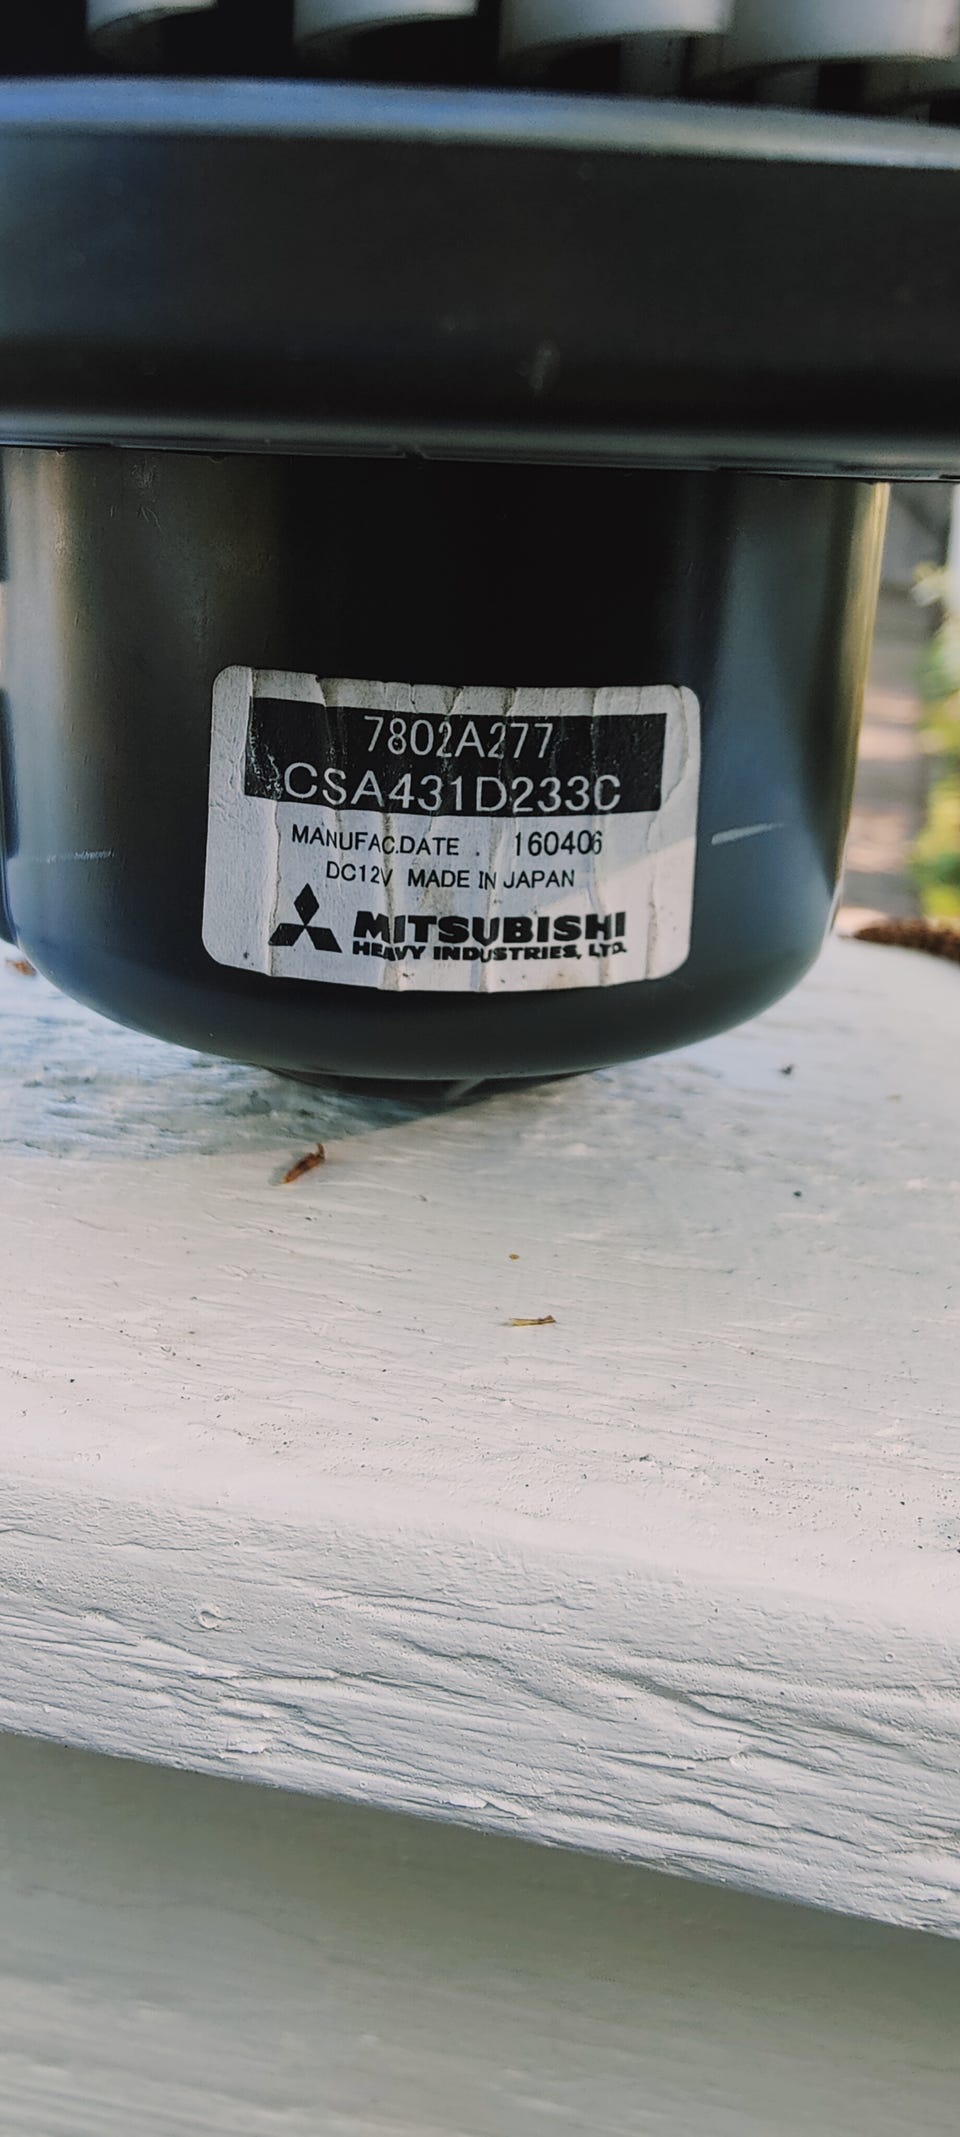 7802A277
CSA431D233C
MANUFAC.DATE . 160406
DC12V MADE IN JAPAN
MITSUBISHI
HEAVY INDUSTRIES, LTD.